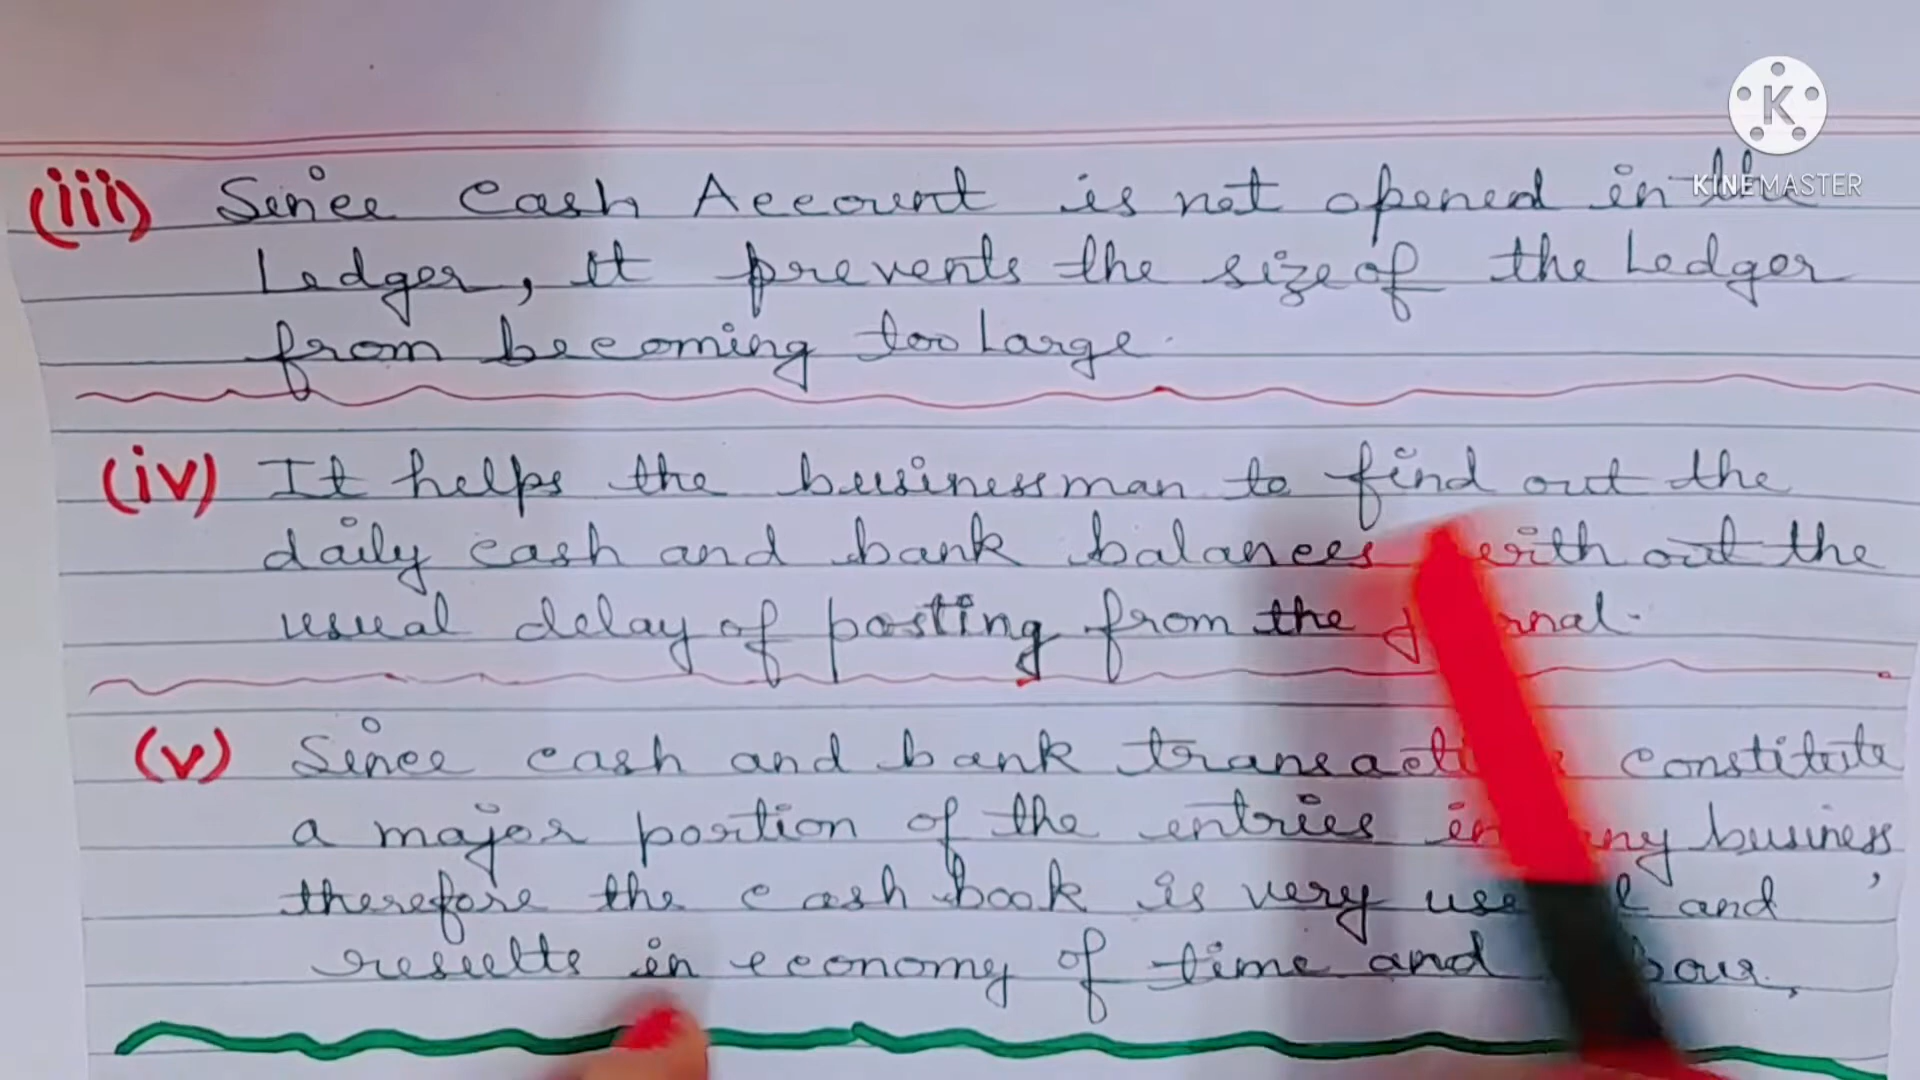 (iii) Since Cash Account is not opened in the
Ledger, it prevents the size of the Ledger
from becoming too large.
(iv) It helps the businessman to find out the
daily cash and bank balances without the
usual delay of posting from the
(v) Since cash and bank constitute
a major portion of the entries business,
therefore the cash book is very and
results in economy of time and
KINEMASTER